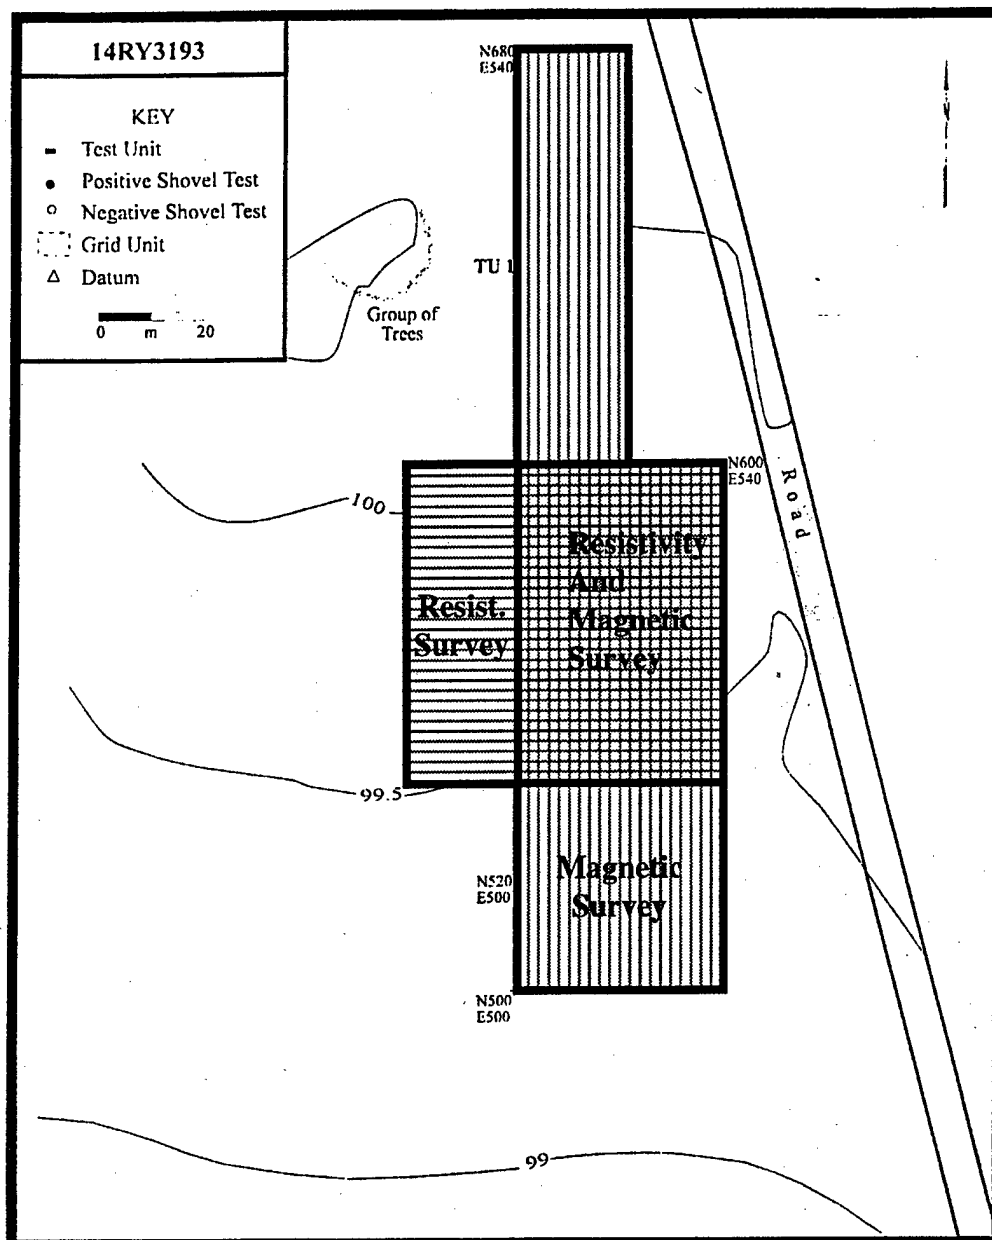 14RY3193
KEY
Test Unit
Positive Shovel Test
Negative Shovel Test
Grid Unit
Datum
0 m 20
N680
E540
TU 1
Group of
Trees
N600
E540
Road
100
Resistivity
And
Magnetic
Survey
Resist.
Survey
99.5
Magnetic
Survey
N520
E500
N500
E500
99